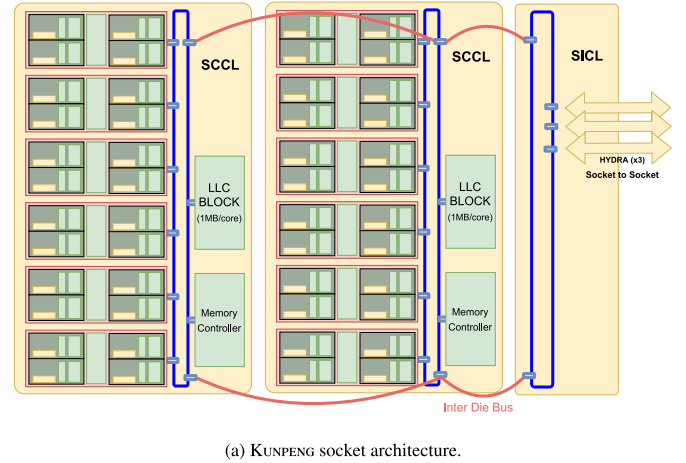 SCCL
LLC
BLOCK
(1MB/core)
Memory
Controller
SCCL
LLC
BLOCK
(1MB/core)
Memory
Controller
SICL
HYDRA (x3)
Socket to Socket
Inter Die Bus
(a) Kunpeng socket architecture.